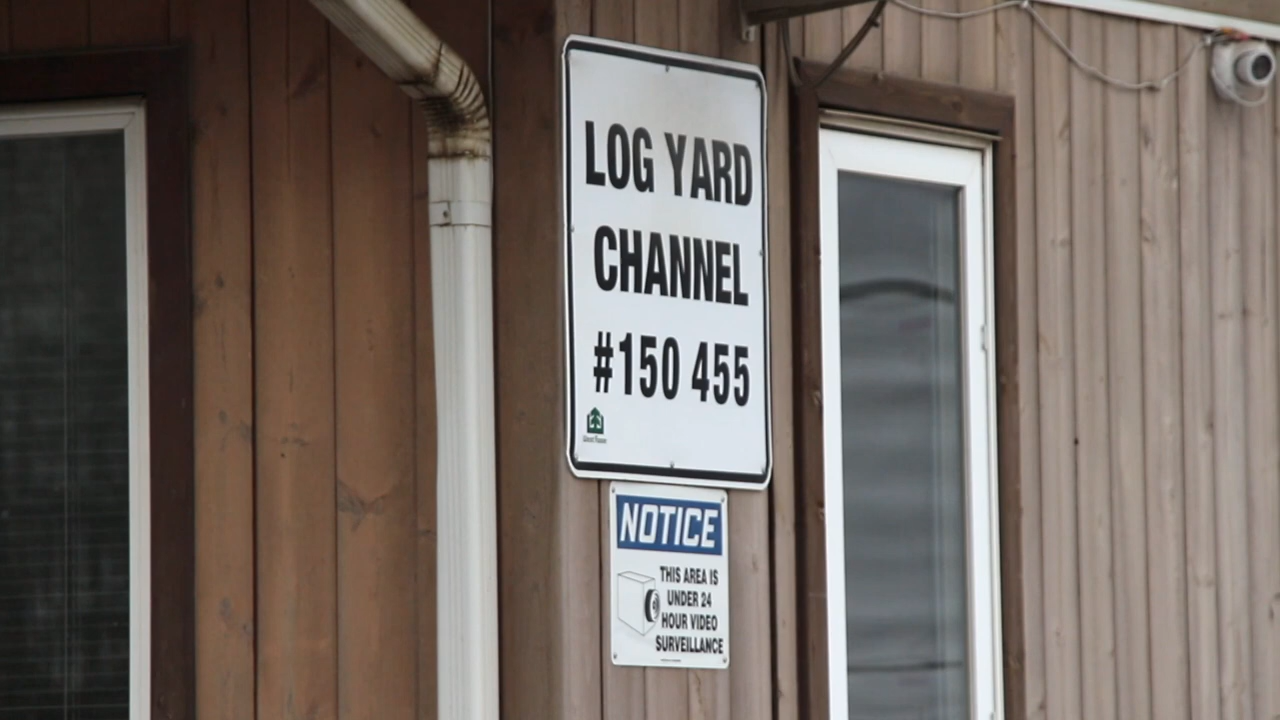 LOG YARD
CHANNEL
#150 455
NOTICE
THIS AREA IS
UNDER 24
HOUR VIDEO
SURVEILLANCE